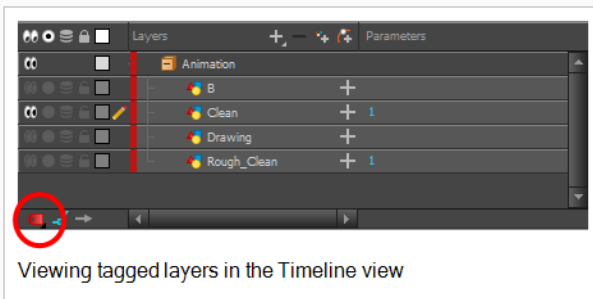 Layers Parameters
Animation
B
Clean 1
Drawing
Rough_Clean 1
Viewing tagged layers in the Timeline view